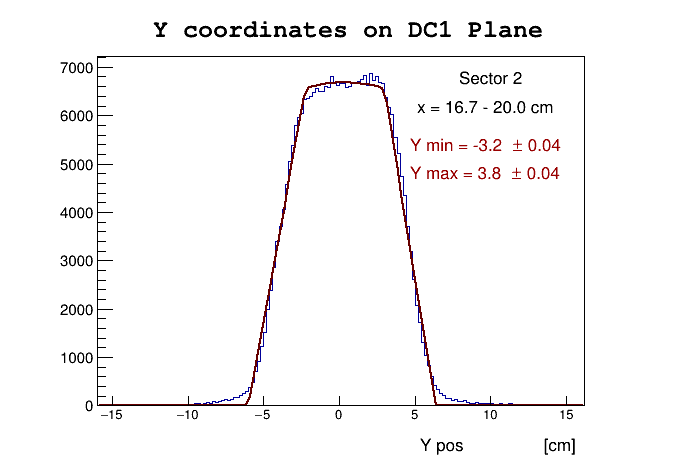 Y coordinates on DC1 Plane
Sector 2
x = 16.7 - 20.0 cm
Y min = -3.2 ± 0.04
Y max = 3.8 ± 0.04
7000
6000
5000
4000
3000
2000
1000
0
−15 −10 −5 0 5 10 15
Y pos [cm]